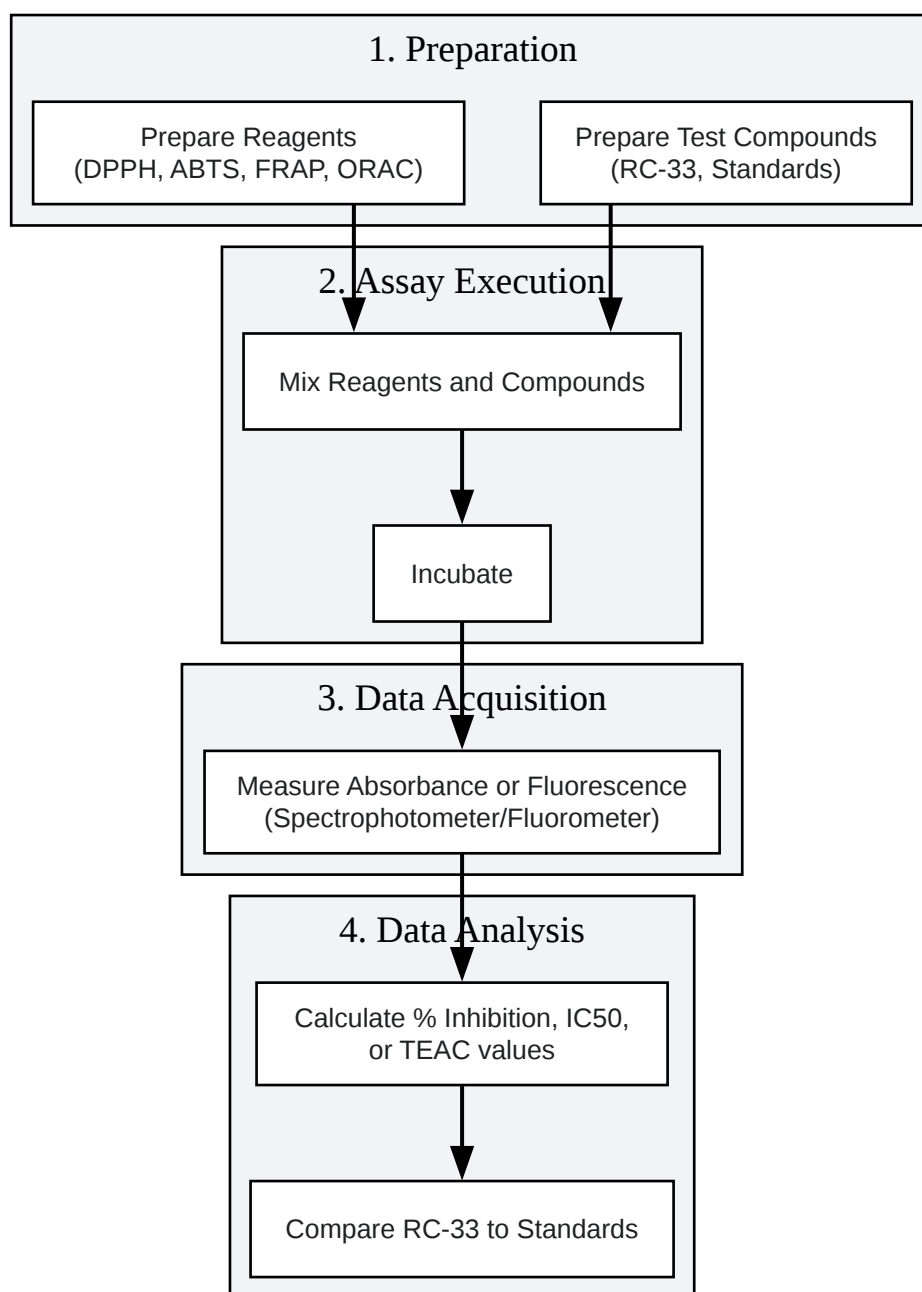 1. Preparation
Prepare Reagents
(DPPH, ABTS, FRAP, ORAC)
Prepare Test Compounds
(RC-33, Standards)
2. Assay Execution
Mix Reagents and Compounds
Incubate
3. Data Acquisition
Measure Absorbance or Fluorescence
(Spectrophotometer/Fluorometer)
4. Data Analysis
Calculate % Inhibition, IC50,
or TEAC values
Compare RC-33 to Standards